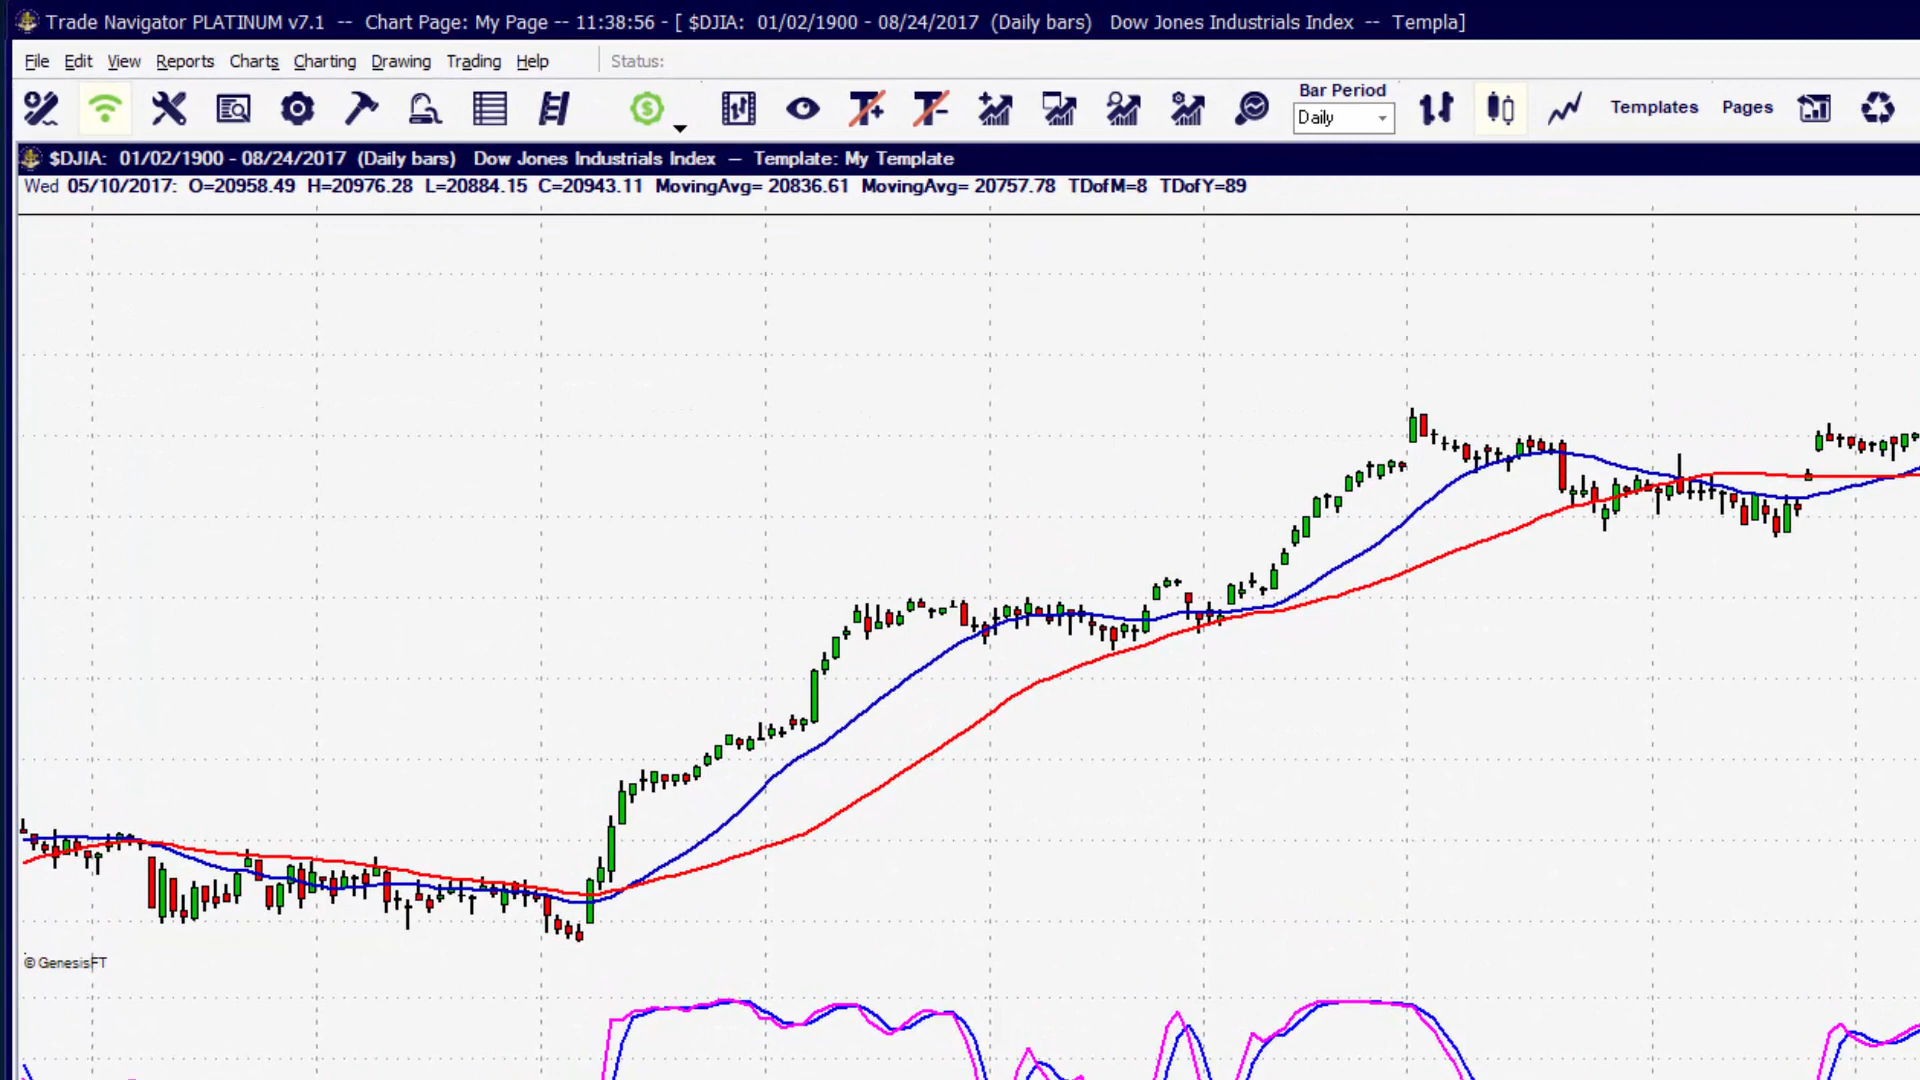 Trade Navigator PLATINUM v7.1 -- Chart Page: My Page -- 11:38:56 - [ $DJIA: 01/02/1900 - 08/24/2017 (Daily bars) Dow Jones Industrials Index -- Templa]
File Edit View Reports Charts Charting Drawing Trading Help Status:
Bar Period
Daily Templates Pages
$DJIA: 01/02/1900 - 08/24/2017 (Daily bars) Dow Jones Industrials Index -- Template: My Template
Wed 05/10/2017: O=20958.49 H=20976.28 L=20884.15 C=20943.11 MovingAvg= 20836.61 MovingAvg= 20757.78 TDofM=8 TDofY=89
© GenesisFT